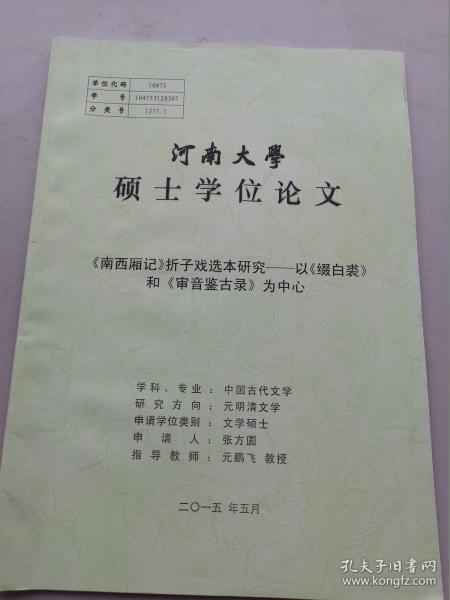 单位代码 10475
学 号 104753120307
分 类 号 I237.1
河南大學
硕士学位论文
《南西厢记》折子戏选本研究——以《缀白裘》
和《审音鉴古录》为中心
学科、专业：中国古代文学
研 究 方 向：元明清文学
申请学位类别：文学硕士
申 请 人：张方圆
指 导 教 师：元鹏飞 教授
二〇一五 年五月
孔夫子旧书网
www.kongfz.com